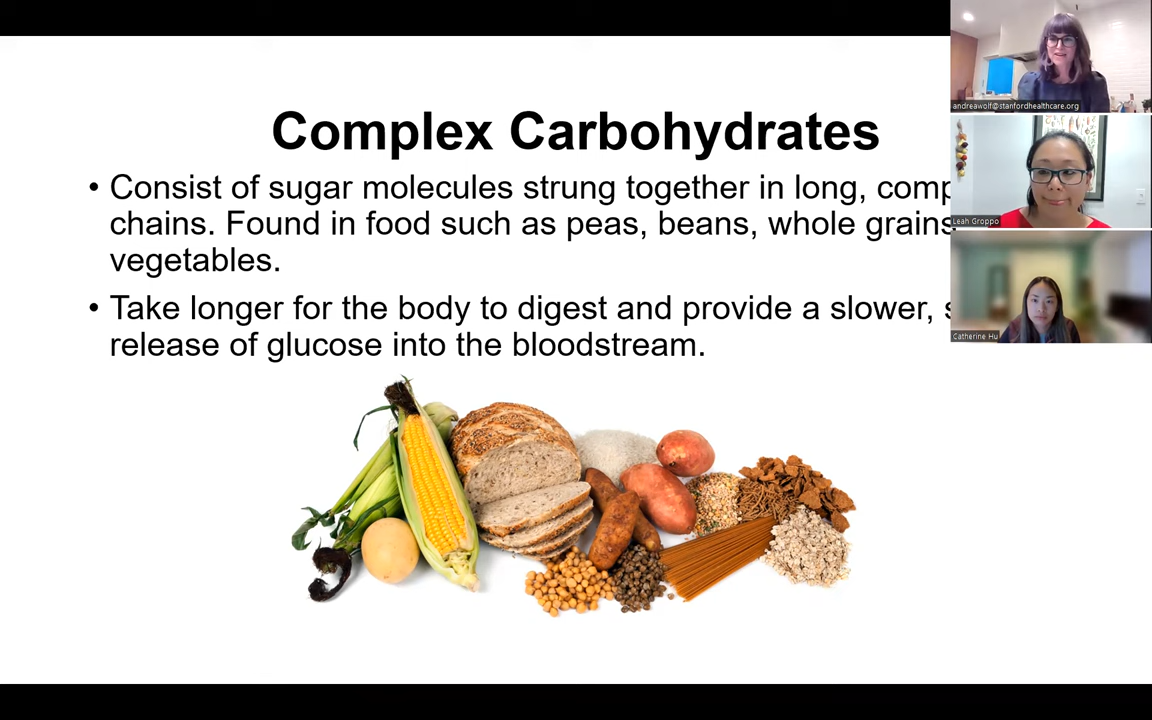 Complex Carbohydrates
• Consist of sugar molecules strung together in long,
chains. Found in food such as peas, beans, whole grains
vegetables.
• Take longer for the body to digest and provide a slower,
release of glucose into the bloodstream.
andreawolf@stanfordhealthcare.org
Leah Groppo
Catherine Hu